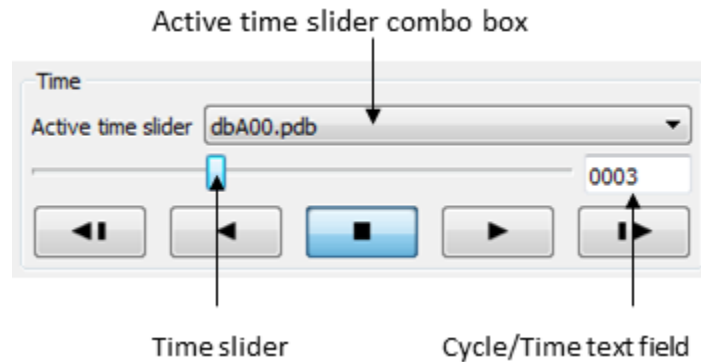 Active time slider combo box
Time
Active time slider dbA00.pdb
0003
Time slider Cycle/Time text field